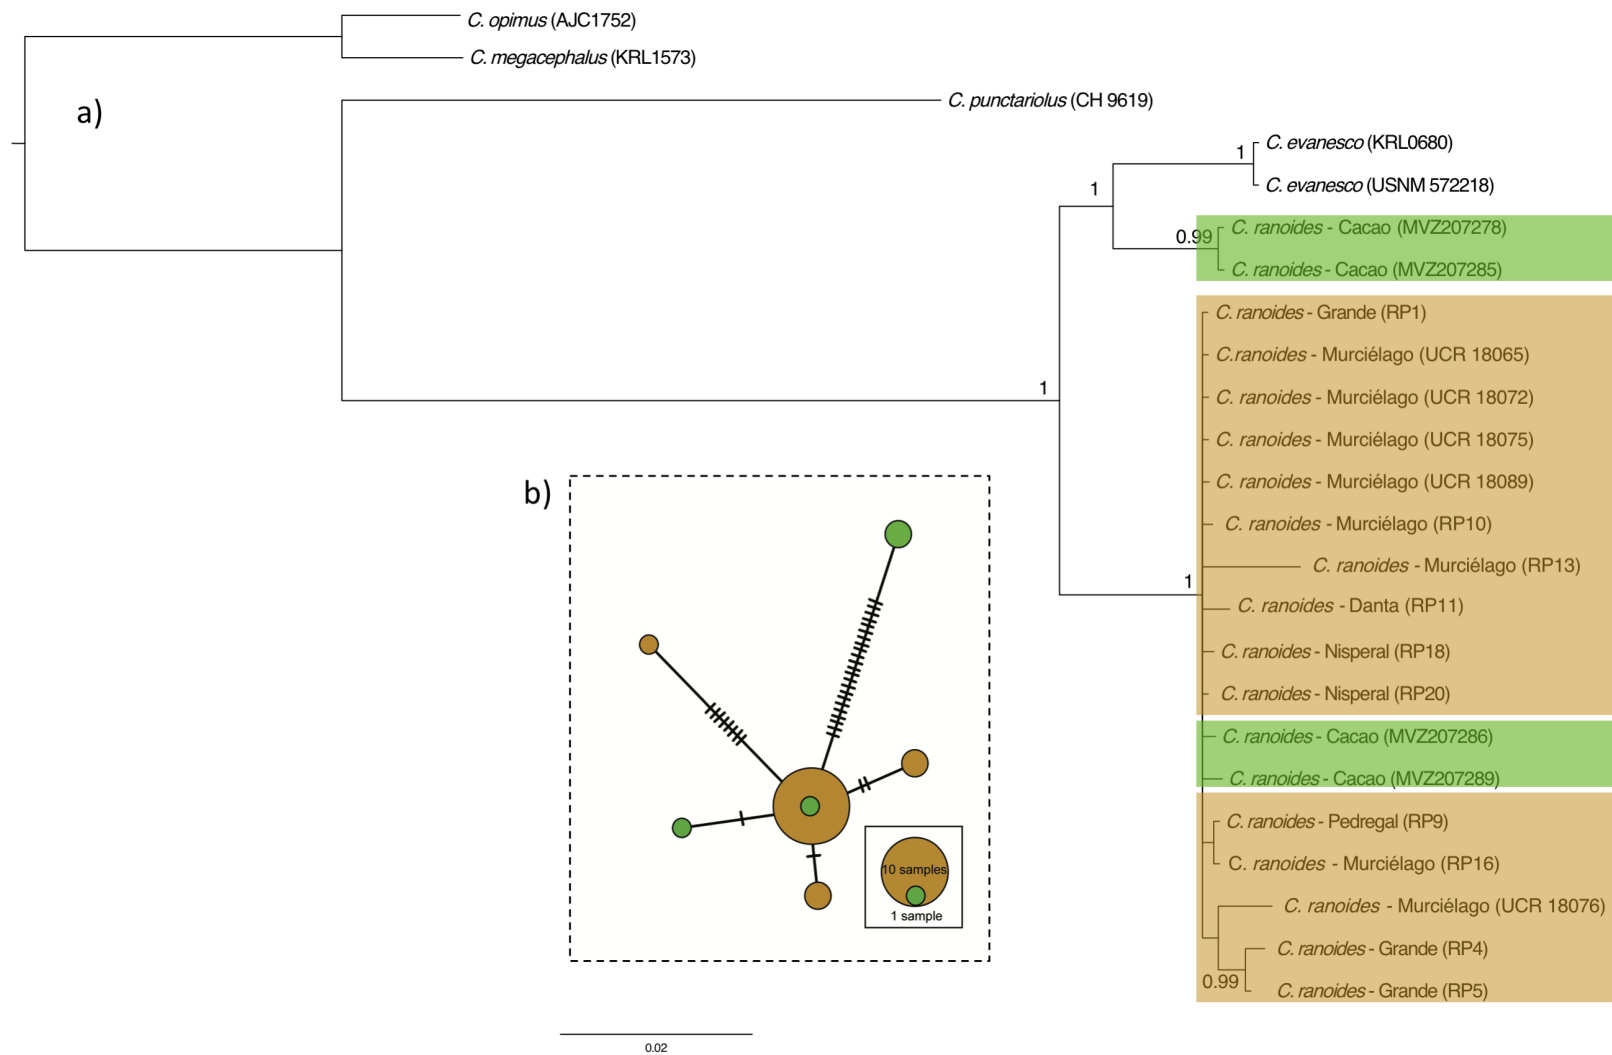 C. opimus (AJC1752)
C. megacephalus (KRL1573)
a)
C. punctariolus (CH 9619)
C. evanesco (KRL0680)
1
C. evanesco (USNM 572218)
1
C. ranoides - Cacao (MVZ207278)
0.99
C. ranoides - Cacao (MVZ207285)
C. ranoides - Grande (RP1)
C.ranoides - Murciélago (UCR 18065)
1
C. ranoides - Murciélago (UCR 18072)
C. ranoides - Murciélago (UCR 18075)
C. ranoides - Murciélago (UCR 18089)
b)
C. ranoides - Murciélago (RP10)
C. ranoides - Murciélago (RP13)
1
C. ranoides - Danta (RP11)
C. ranoides - Nisperal (RP18)
C. ranoides - Nisperal (RP20)
C. ranoides - Cacao (MVZ207286)
C. ranoides - Cacao (MVZ207289)
C. ranoides - Pedregal (RP9)
C. ranoides - Murciélago (RP16)
10 samples
1 sample
C. ranoides - Murciélago (UCR 18076)
C. ranoides - Grande (RP4)
0.99
C. ranoides - Grande (RP5)
0.02